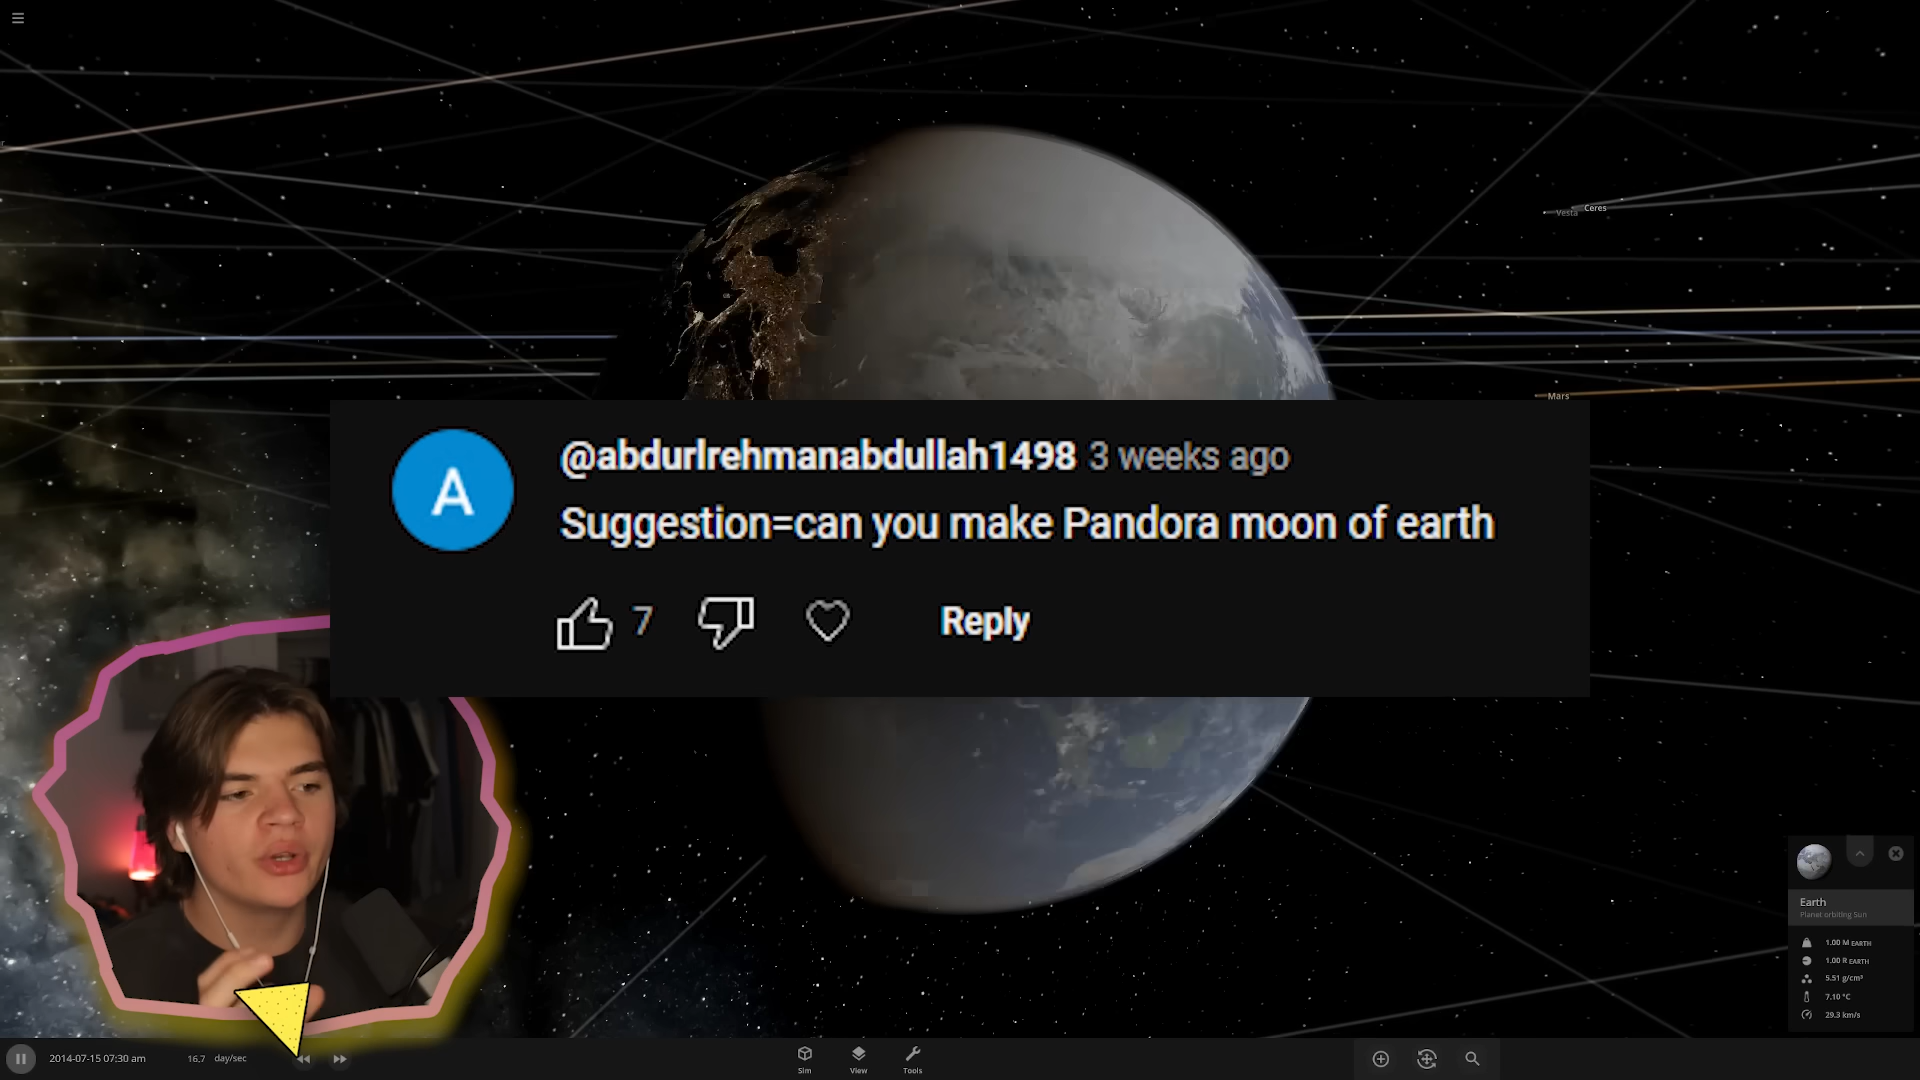 r
Vesta
Ceres
Mars
A
@abdurlrehmanabdullah1498 3 weeks ago
Suggestion=can you make Pandora moon of earth
7
Reply
Earth
Planet orbiting Sun
1.00 M EARTH
1.00 R EARTH
5.51 g/cm³
7.10 °C
29.3 km/s
2014-07-15 07:30 am
16.7 day/sec
Sim
View
Tools